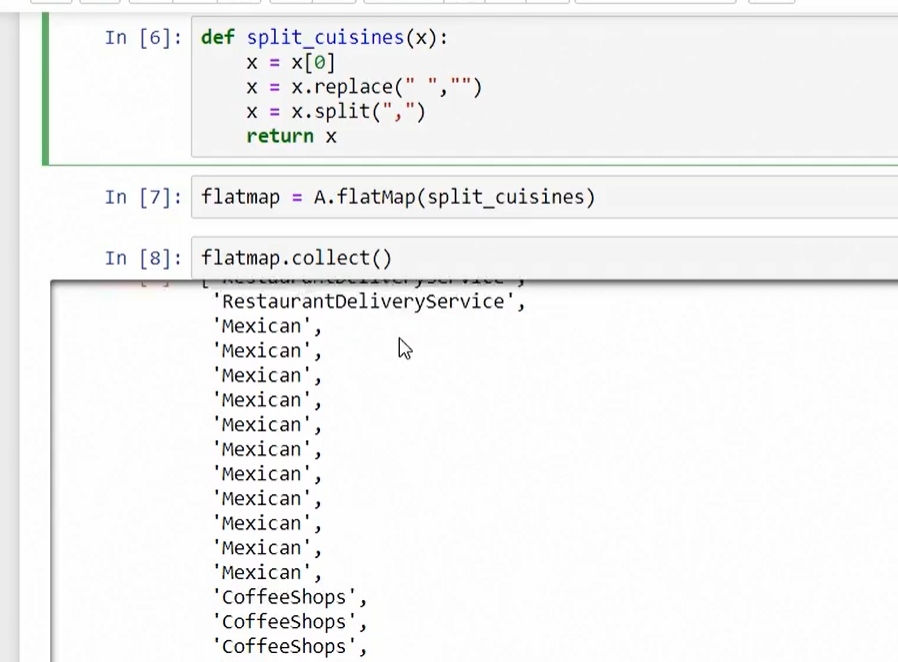 In [6]: def split_cuisines(x):
x = x[0]
x = x.replace(" ","")
x = x.split(",")
return x
In [7]: flatmap = A.flatMap(split_cuisines)
In [8]: flatmap.collect()
'RestaurantDeliveryService',
'Mexican',
'Mexican',
'Mexican',
'Mexican',
'Mexican',
'Mexican',
'Mexican',
'Mexican',
'Mexican',
'Mexican',
'Mexican',
'CoffeeShops',
'CoffeeShops',
'CoffeeShops',